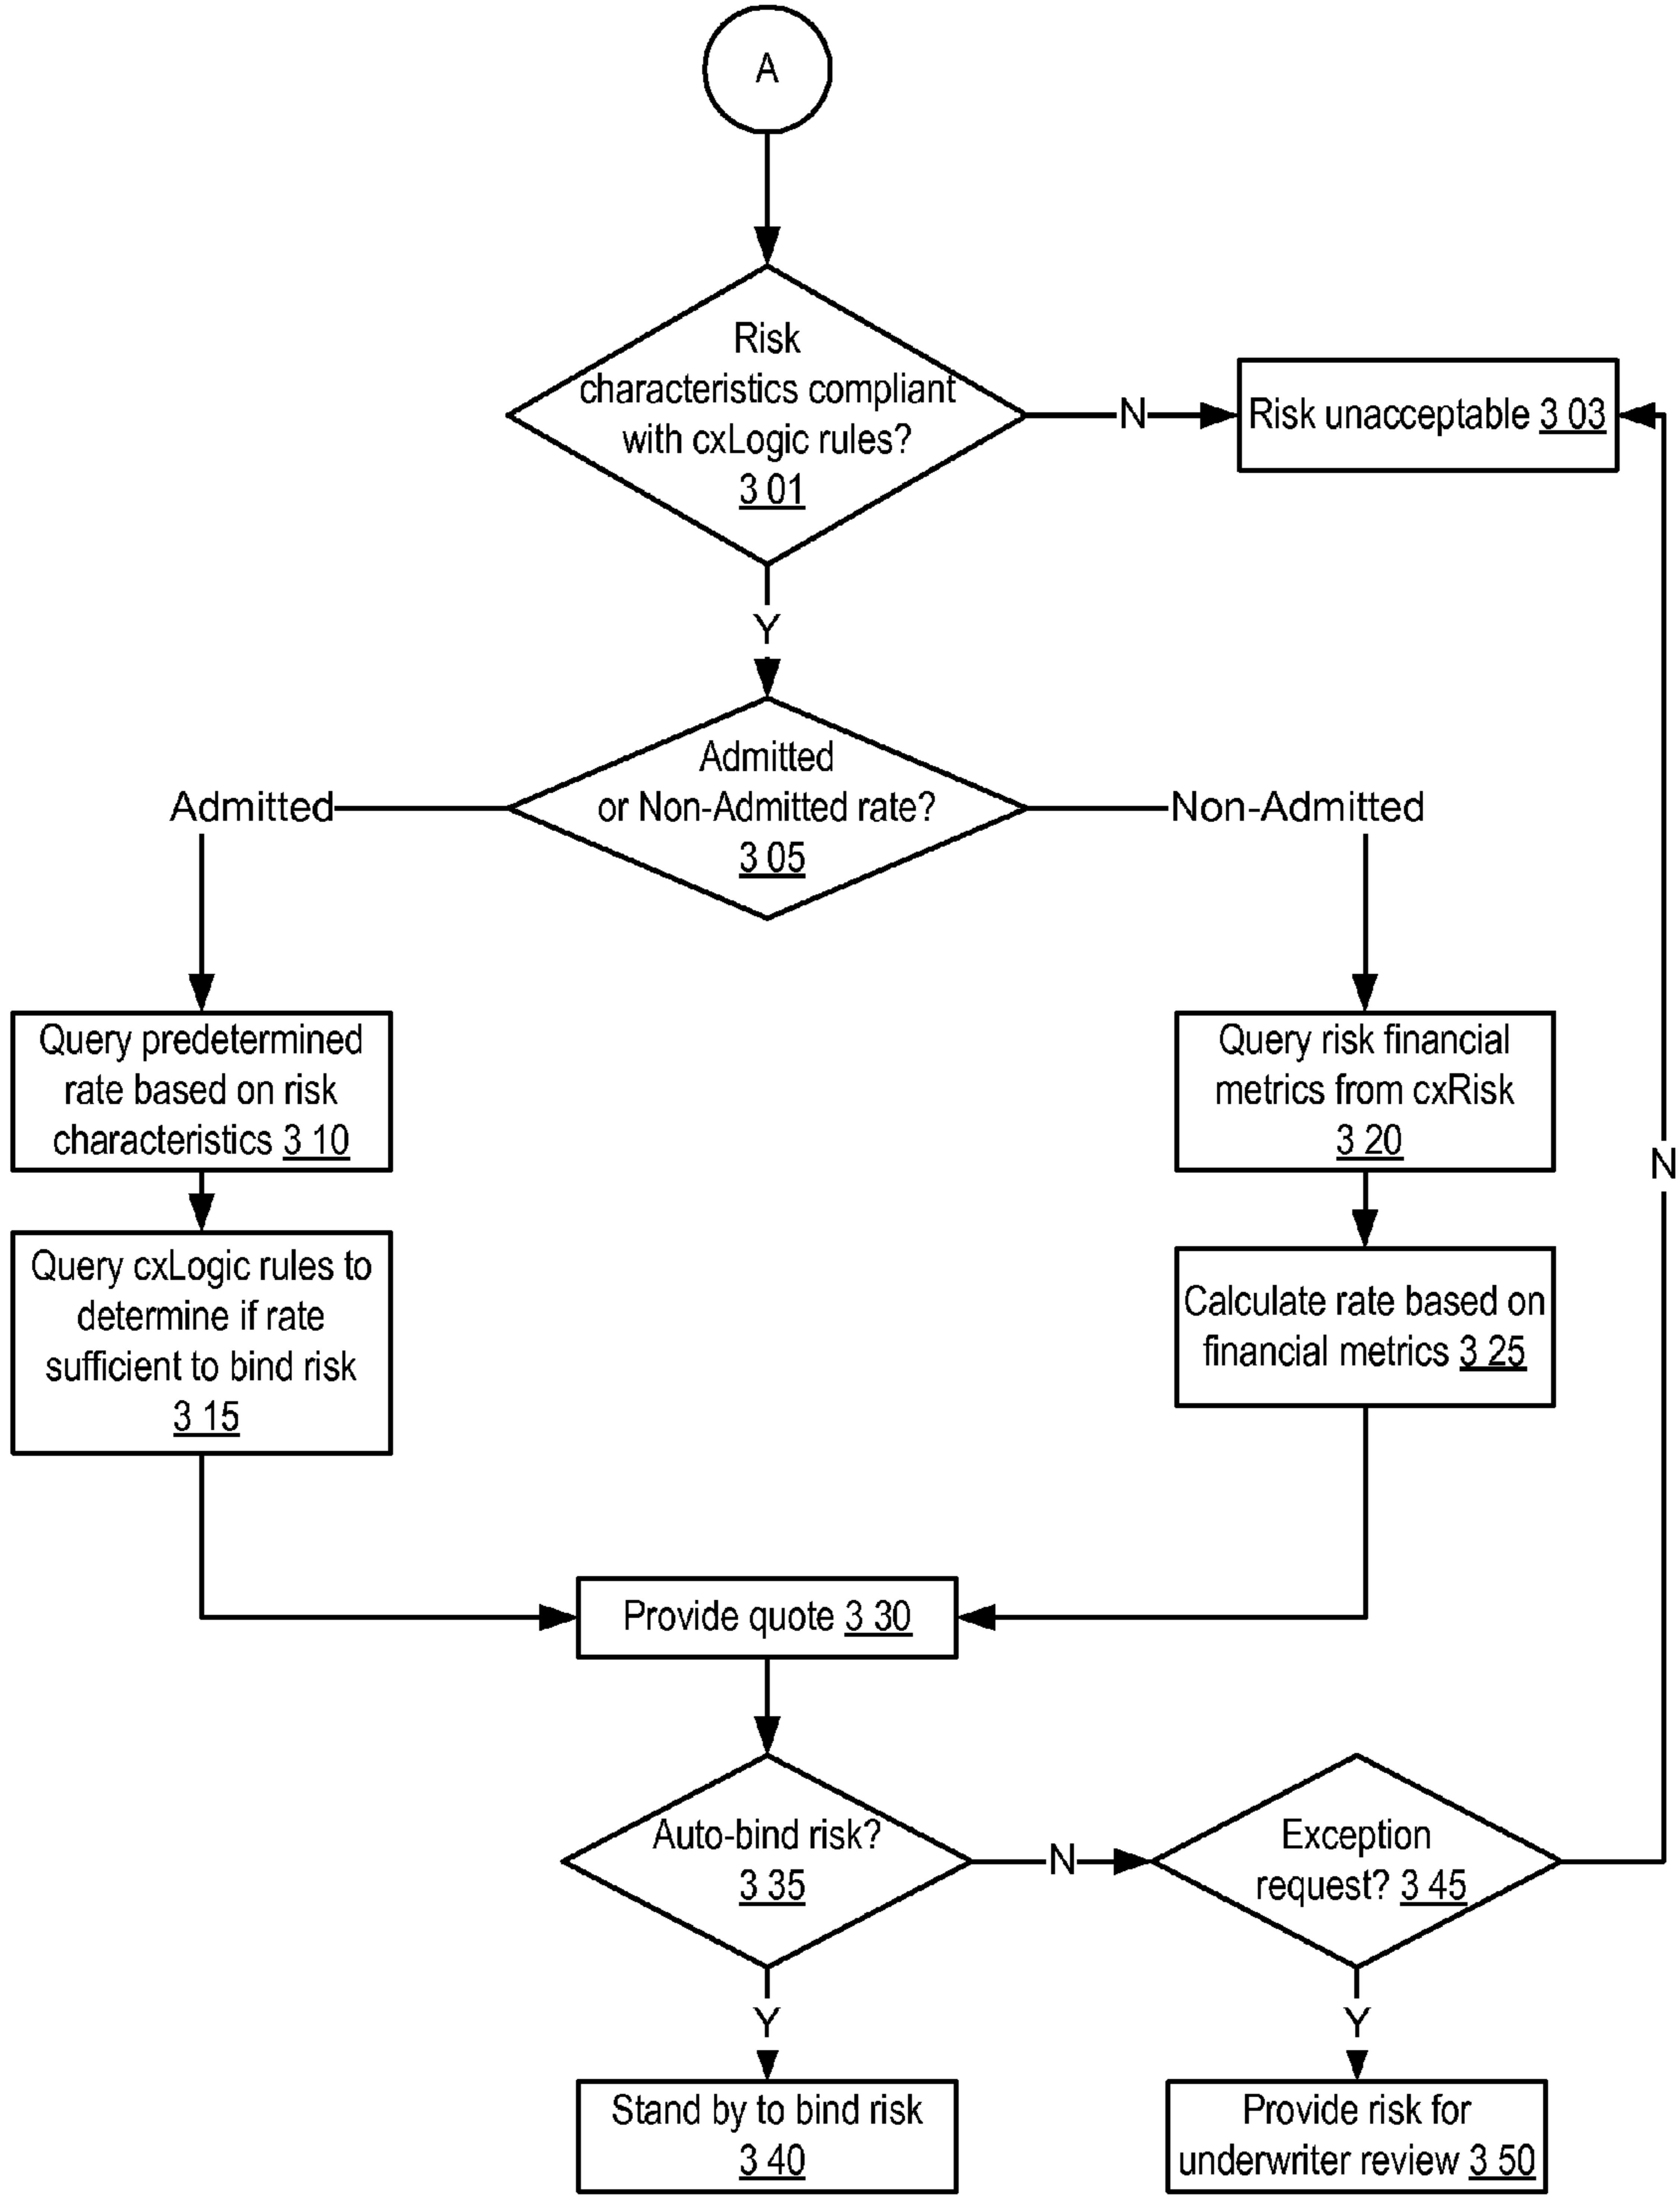 A
Risk
characteristics compliant
with cxLogic rules?
3 01
N
Risk unacceptable 3 03
Y
Admitted
or Non-Admitted rate?
3 05
Admitted
Non-Admitted
Query predetermined
rate based on risk
characteristics 3 10
Query risk financial
metrics from cxRisk
3 20
N
Query cxLogic rules to
determine if rate
sufficient to bind risk
3 15
Calculate rate based on
financial metrics 3 25
Provide quote 3 30
Auto-bind risk?
3 35
N
Exception
request? 3 45
Y
Y
Stand by to bind risk
3 40
Provide risk for
underwriter review 3 50